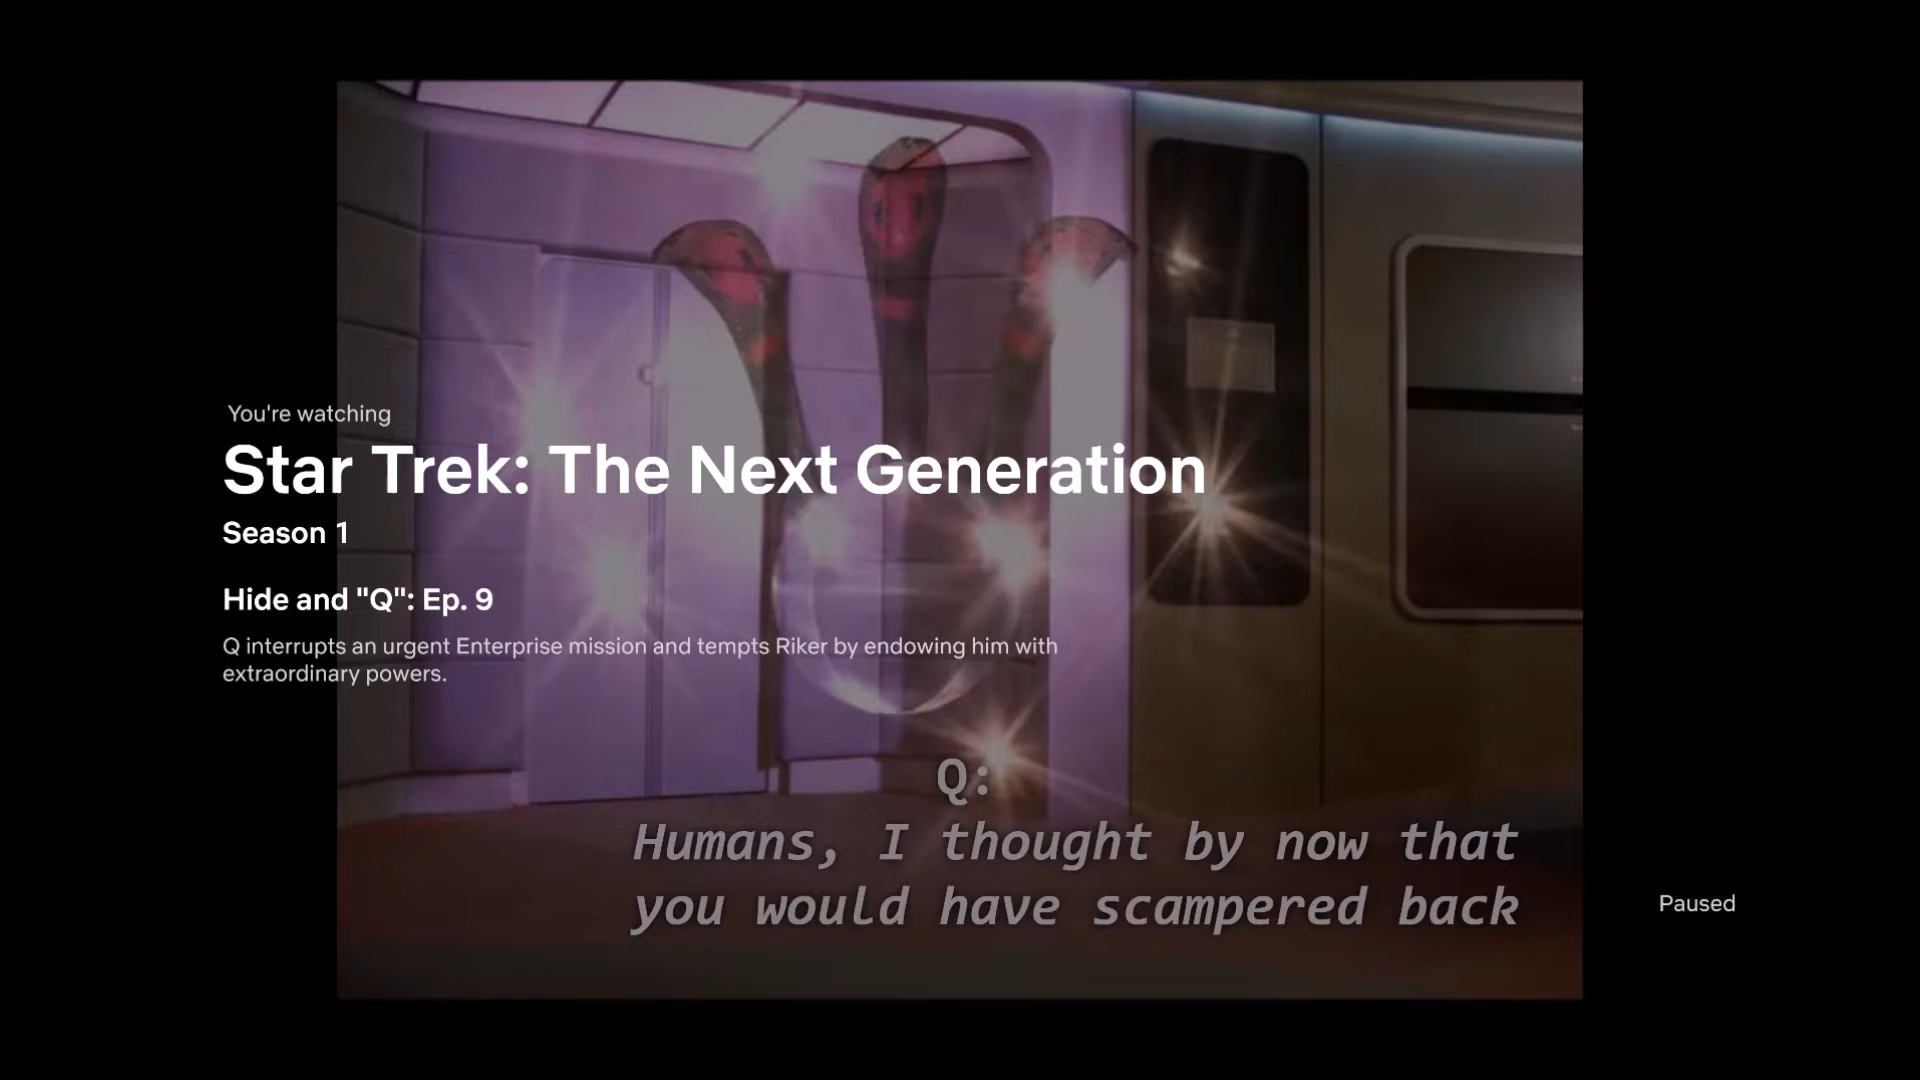 You're watching
Star Trek: The Next Generation
Season 1
Hide and "Q": Ep. 9
Q interrupts an urgent Enterprise mission and tempts Riker by endowing him with
extraordinary powers.
Q:
Humans, I thought by now that
you would have scampered back
Paused